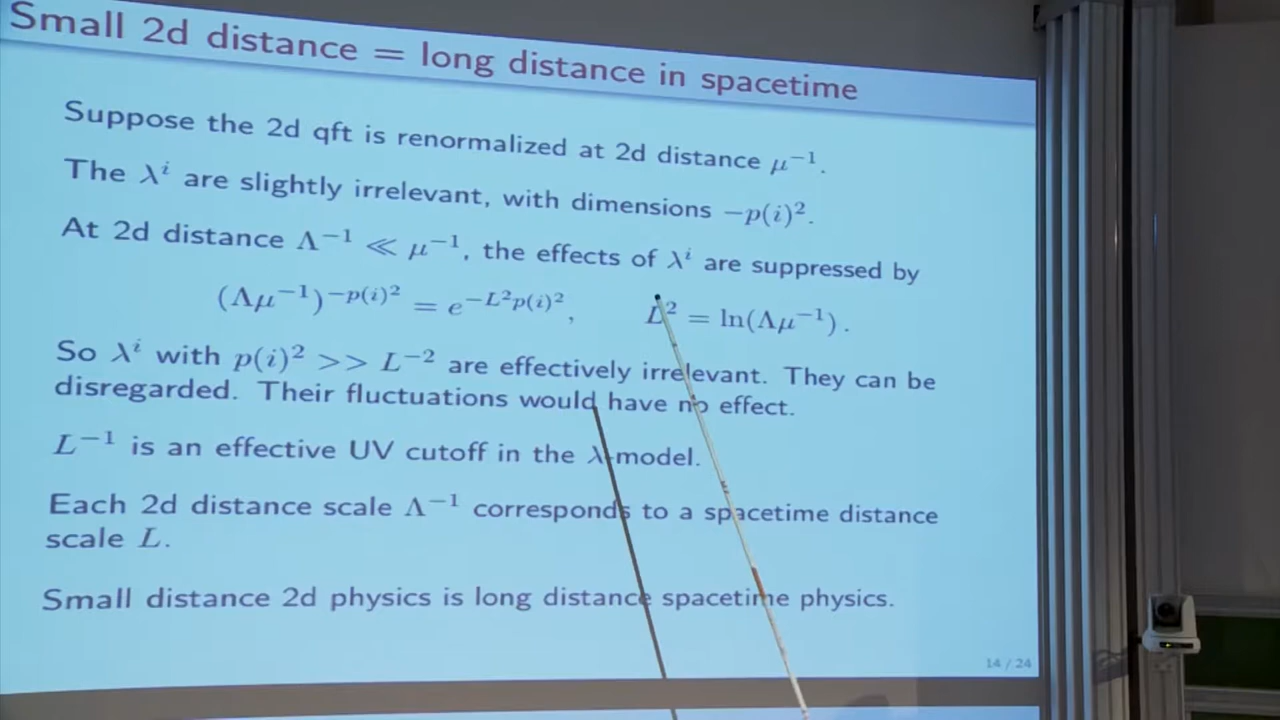 Small 2d distance = long distance in spacetime
Suppose the 2d qft is renormalized at 2d distance μ⁻¹.
The λⁱ are slightly irrelevant, with dimensions −p(i)².
At 2d distance Λ⁻¹ ≪ μ⁻¹, the effects of λⁱ are suppressed by
(Λμ⁻¹)^{−p(i)²} = e^{−L²p(i)²}, L² = ln(Λμ⁻¹).
So λⁱ with p(i)² >> L⁻² are effectively irrelevant. They can be
disregarded. Their fluctuations would have no effect.
L⁻¹ is an effective UV cutoff in the λ-model.
Each 2d distance scale Λ⁻¹ corresponds to a spacetime distance
scale L.
Small distance 2d physics is long distance spacetime physics.
14 / 24